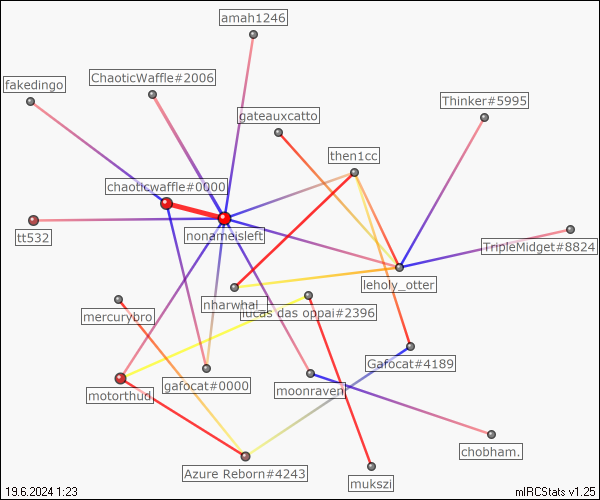 amah1246
ChaoticWaffle#2006
fakedingo
Thinker#5995
gateauxcatto
then1cc
chaoticwaffle#0000
tt532
nonameisleft
TripleMidget#8824
leholy_otter
nharwhal_
lucas das oppai#2396
mercurybro
Gafocat#4189
gafocat#0000
moonraven
motorthud
chobham.
Azure Reborn#4243
mukszi
19.6.2024 1:23
mIRCStats v1.25